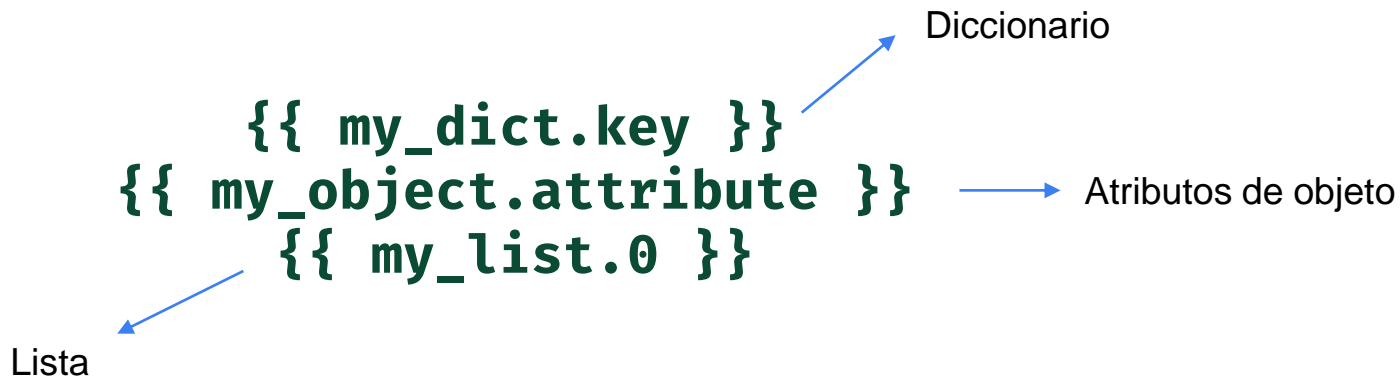 Diccionario
{{ my_dict.key }}
{{ my_object.attribute }}
Atributos de objeto
{{ my_list.0 }}
Lista